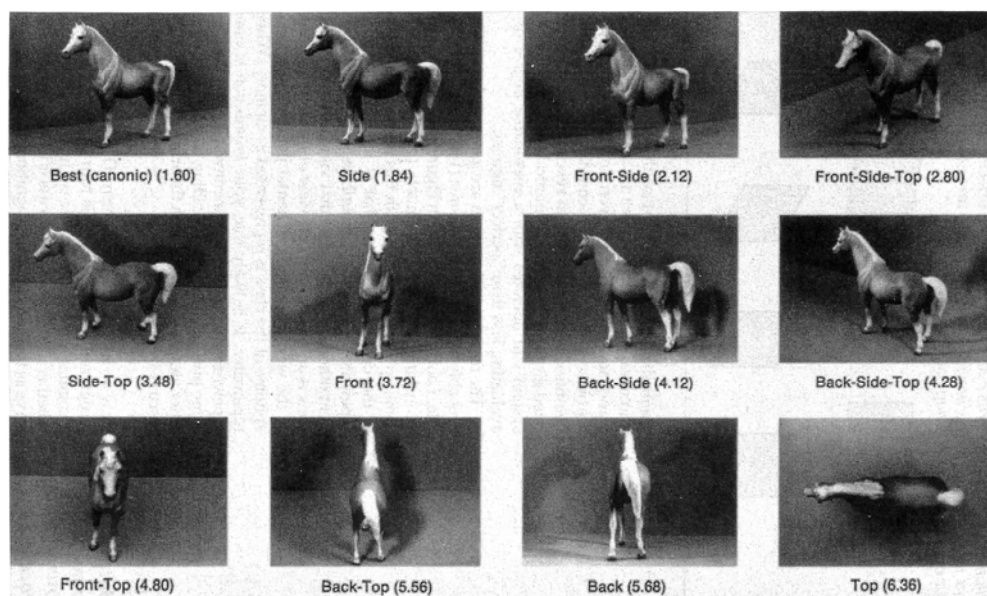 Best (canonic) (1.60)
Side (1.84)
Front-Side (2.12)
Front-Side-Top (2.80)
Side-Top (3.48)
Front (3.72)
Back-Side (4.12)
Back-Side-Top (4.28)
Front-Top (4.80)
Back-Top (5.56)
Back (5.68)
Top (6.36)